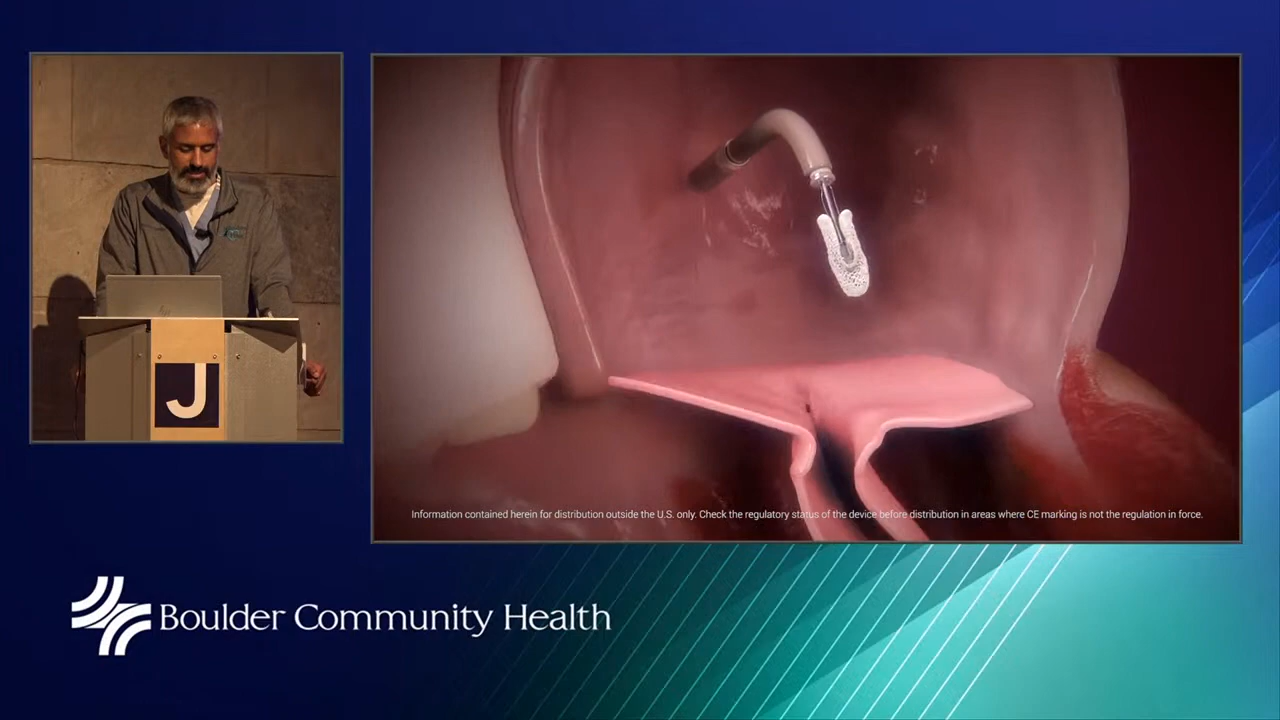 J
Information contained herein for distribution outside the U.S. only. Check the regulatory status of the device before distribution in areas where CE marking is not the regulation in force.
Boulder Community Health